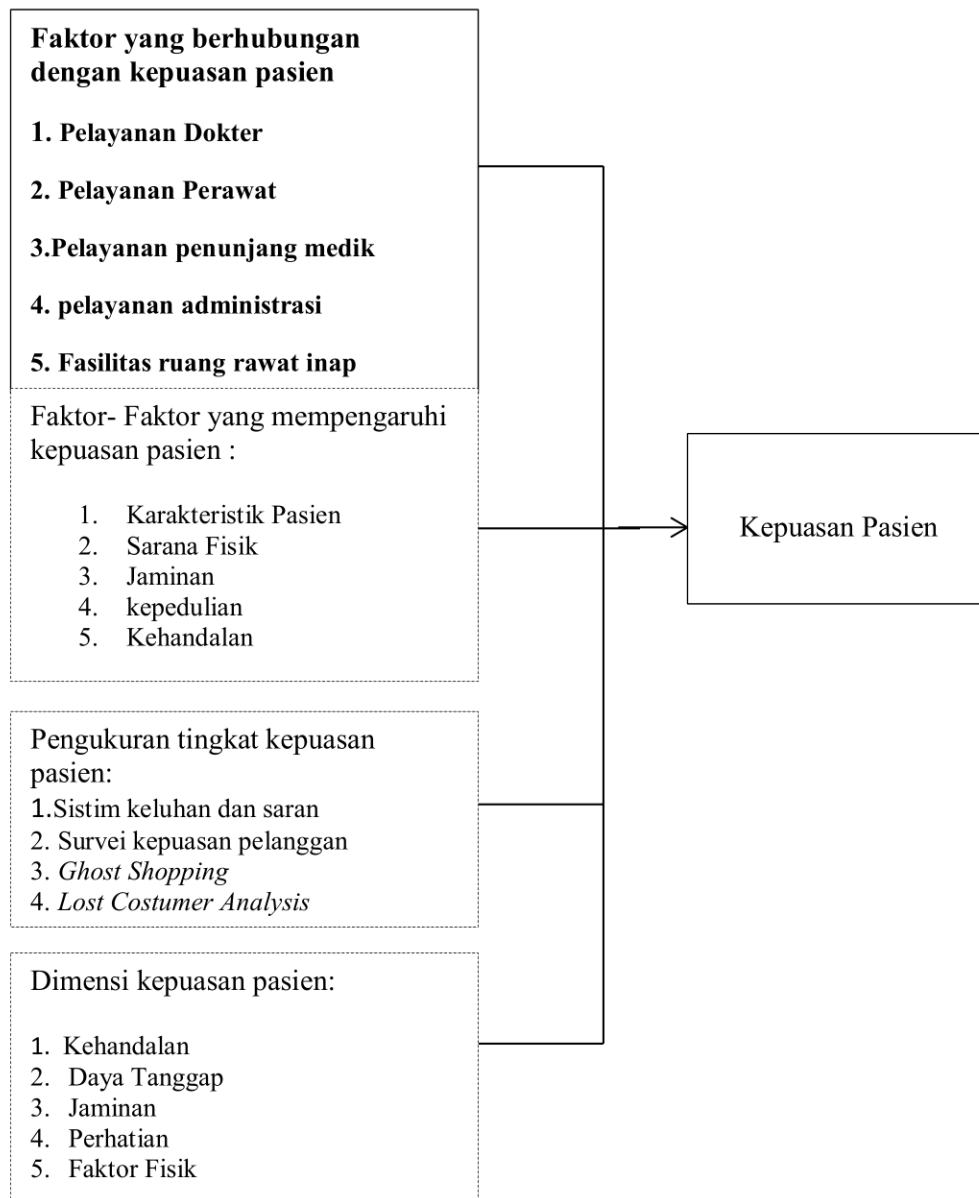 Faktor yang berhubungan
dengan kepuasan pasien
1. Pelayanan Dokter
2. Pelayanan Perawat
3.Pelayanan penunjang medik
4. pelayanan administrasi
5. Fasilitas ruang rawat inap
Faktor- Faktor yang mempengaruhi
kepuasan pasien :
1. Karakteristik Pasien
2. Sarana Fisik
3. Jaminan
4. kepedulian
5. Kehandalan
Kepuasan Pasien
Pengukuran tingkat kepuasan
pasien:
1.Sistim keluhan dan saran
2. Survei kepuasan pelanggan
3. Ghost Shopping
4. Lost Costumer Analysis
Dimensi kepuasan pasien:
1. Kehandalan
2. Daya Tanggap
3. Jaminan
4. Perhatian
5. Faktor Fisik